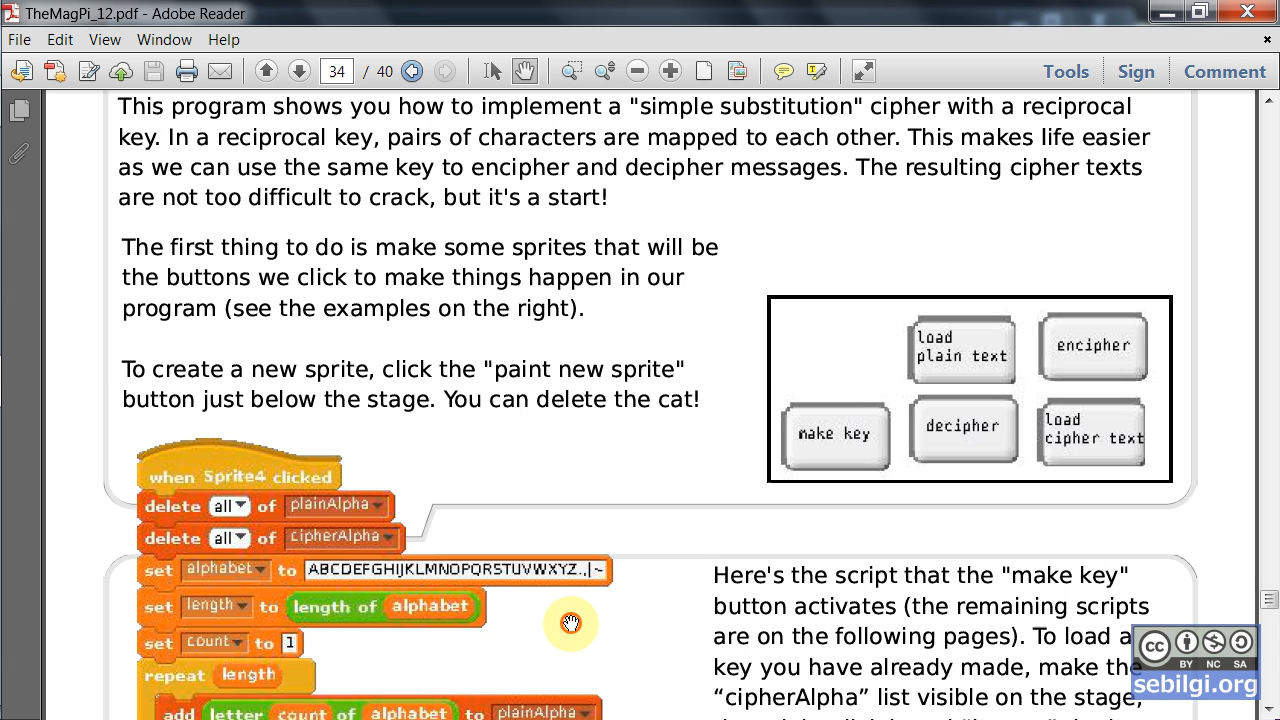 TheMagPi_12.pdf - Adobe Reader
File Edit View Window Help
34 / 40 Tools Sign Comment
This program shows you how to implement a "simple substitution" cipher with a reciprocal
key. In a reciprocal key, pairs of characters are mapped to each other. This makes life easier
as we can use the same key to encipher and decipher messages. The resulting cipher texts
are not too difficult to crack, but it's a start!
The first thing to do is make some sprites that will be
the buttons we click to make things happen in our
program (see the examples on the right).
To create a new sprite, click the "paint new sprite"
button just below the stage. You can delete the cat!
load
plain text
encipher
make key
decipher
load
cipher text
when Sprite4 clicked
delete all of plainAlpha
delete all of cipherAlpha
set alphabet to ABCDEFGHIJKLMNOPQRSTUVWXYZ.,|~
set length to length of alphabet
set count to 1
repeat length
add letter count of alphabet to plainAlpha
Here's the script that the "make key"
button activates (the remaining scripts
are on the following pages). To load a
key you have already made, make the
“cipherAlpha” list visible on the stage,
cc BY NC SA
sebilgi.org